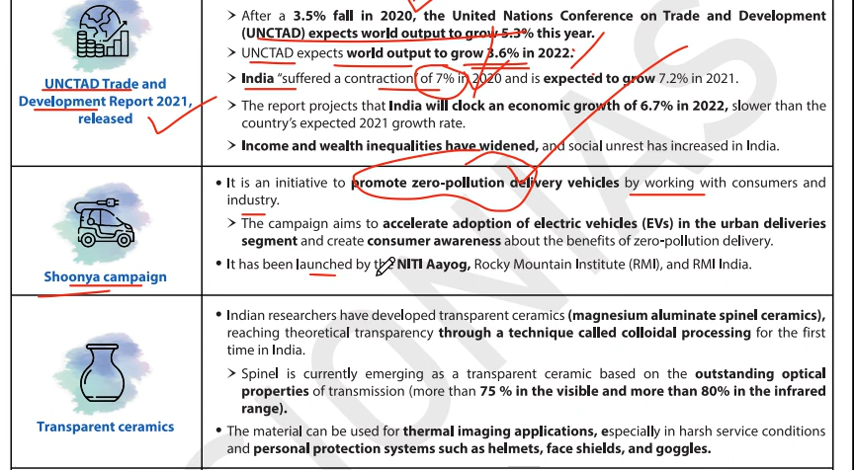 UNCTAD Trade and
Development Report 2021,
released
➤ After a 3.5% fall in 2020, the United Nations Conference on Trade and Development
(UNCTAD) expects world output to grow 5.3% this year.
➤ UNCTAD expects world output to grow 3.6% in 2022.
➤ India “suffered a contraction of 7% in 2020 and is expected to grow 7.2% in 2021.
➤ The report projects that India will clock an economic growth of 6.7% in 2022, slower than the
country’s expected 2021 growth rate.
➤ Income and wealth inequalities have widened, and social unrest has increased in India.
Shoonya campaign
• It is an initiative to promote zero-pollution delivery vehicles by working with consumers and
industry.
➤ The campaign aims to accelerate adoption of electric vehicles (EVs) in the urban deliveries
segment and create consumer awareness about the benefits of zero-pollution delivery.
• It has been launched by the NITI Aayog, Rocky Mountain Institute (RMI), and RMI India.
Transparent ceramics
• Indian researchers have developed transparent ceramics (magnesium aluminate spinel ceramics),
reaching theoretical transparency through a technique called colloidal processing for the first
time in India.
➤ Spinel is currently emerging as a transparent ceramic based on the outstanding optical
properties of transmission (more than 75 % in the visible and more than 80% in the infrared
range).
• The material can be used for thermal imaging applications, especially in harsh service conditions
and personal protection systems such as helmets, face shields, and goggles.